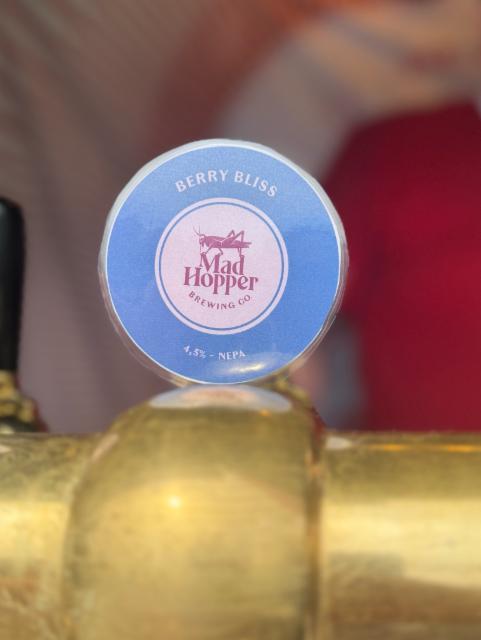 BERRY BLISS
Mad
Hopper
BREWING CO
4,5% - NEPA